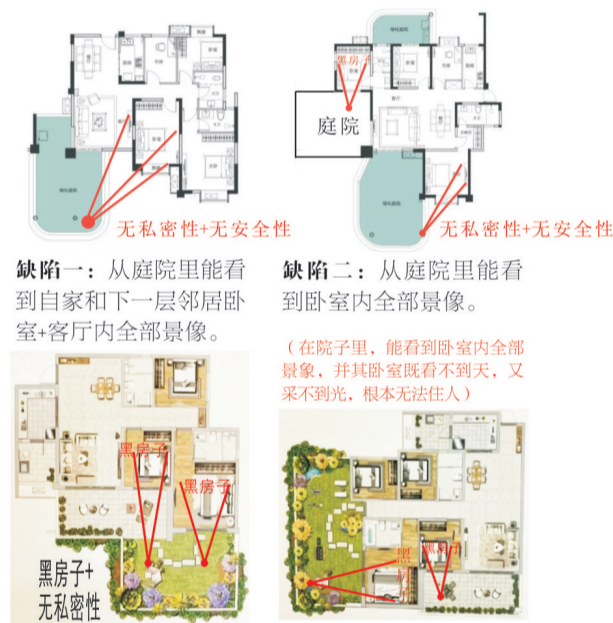 黑房子
庭院
无私密性+无安全性
无私密性+无安全性
缺陷一：从庭院里能看
到自家和下一层邻居卧
室+客厅内全部景像。
缺陷二：从庭院里能看
到卧室内全部景像。
（在院子里，能看到卧室内全部
景象，并其卧室既看不到天，又
采不到光，根本无法住人）
黑房子
黑房子
黑房子+
无私密性
黑房子
黑房子